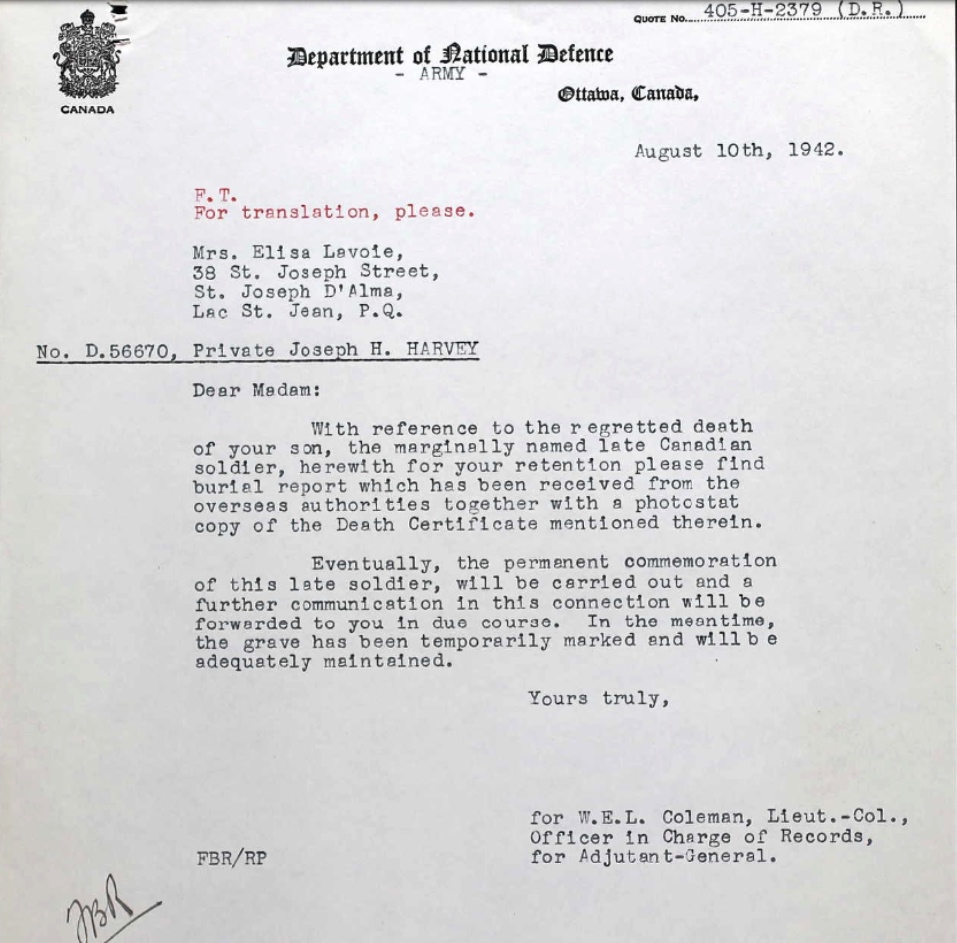 QUOTE NO. 405-H-2379 (D.R.)
CANADA
Department of National Defence
- ARMY -
Ottawa, Canada,
August 10th, 1942.
F.T.
For translation, please.
Mrs. Elisa Lavoie,
38 St. Joseph Street,
St. Joseph D'Alma,
Lac St. Jean, P.Q.
No. D.56670, Private Joseph H. HARVEY
Dear Madam:
With reference to the regretted death
of your son, the marginally named late Canadian
soldier, herewith for your retention please find
burial report which has been received from the
overseas authorities together with a photostat
copy of the Death Certificate mentioned therein.
Eventually, the permanent commemoration
of this late soldier, will be carried out and a
further communication in this connection will be
forwarded to you in due course. In the meantime,
the grave has been temporarily marked and will be
adequately maintained.
Yours truly,
for W.E.L. Coleman, Lieut.-Col.,
Officer in Charge of Records,
for Adjutant-General.
FBR/RP
FBR